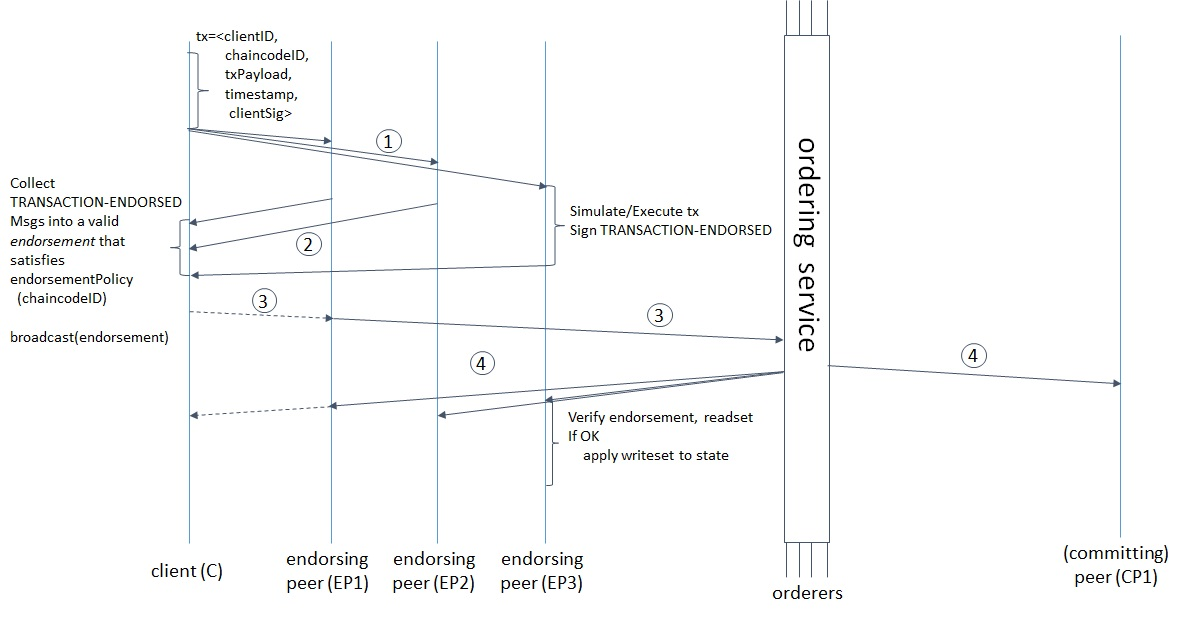 tx=<clientID,
chaincodeID,
txPayload,
timestamp,
clientSig>
1
Collect
TRANSACTION-ENDORSED
Msgs into a valid
endorsement that
satisfies
endorsementPolicy
(chaincodeID)
broadcast(endorsement)
2
Simulate/Execute tx
Sign TRANSACTION-ENDORSED
3
3
4
4
Verify endorsement, readset
If OK
apply writeset to state
ordering service
client (C)
endorsing
peer (EP1)
endorsing
peer (EP2)
endorsing
peer (EP3)
orderers
(committing)
peer (CP1)